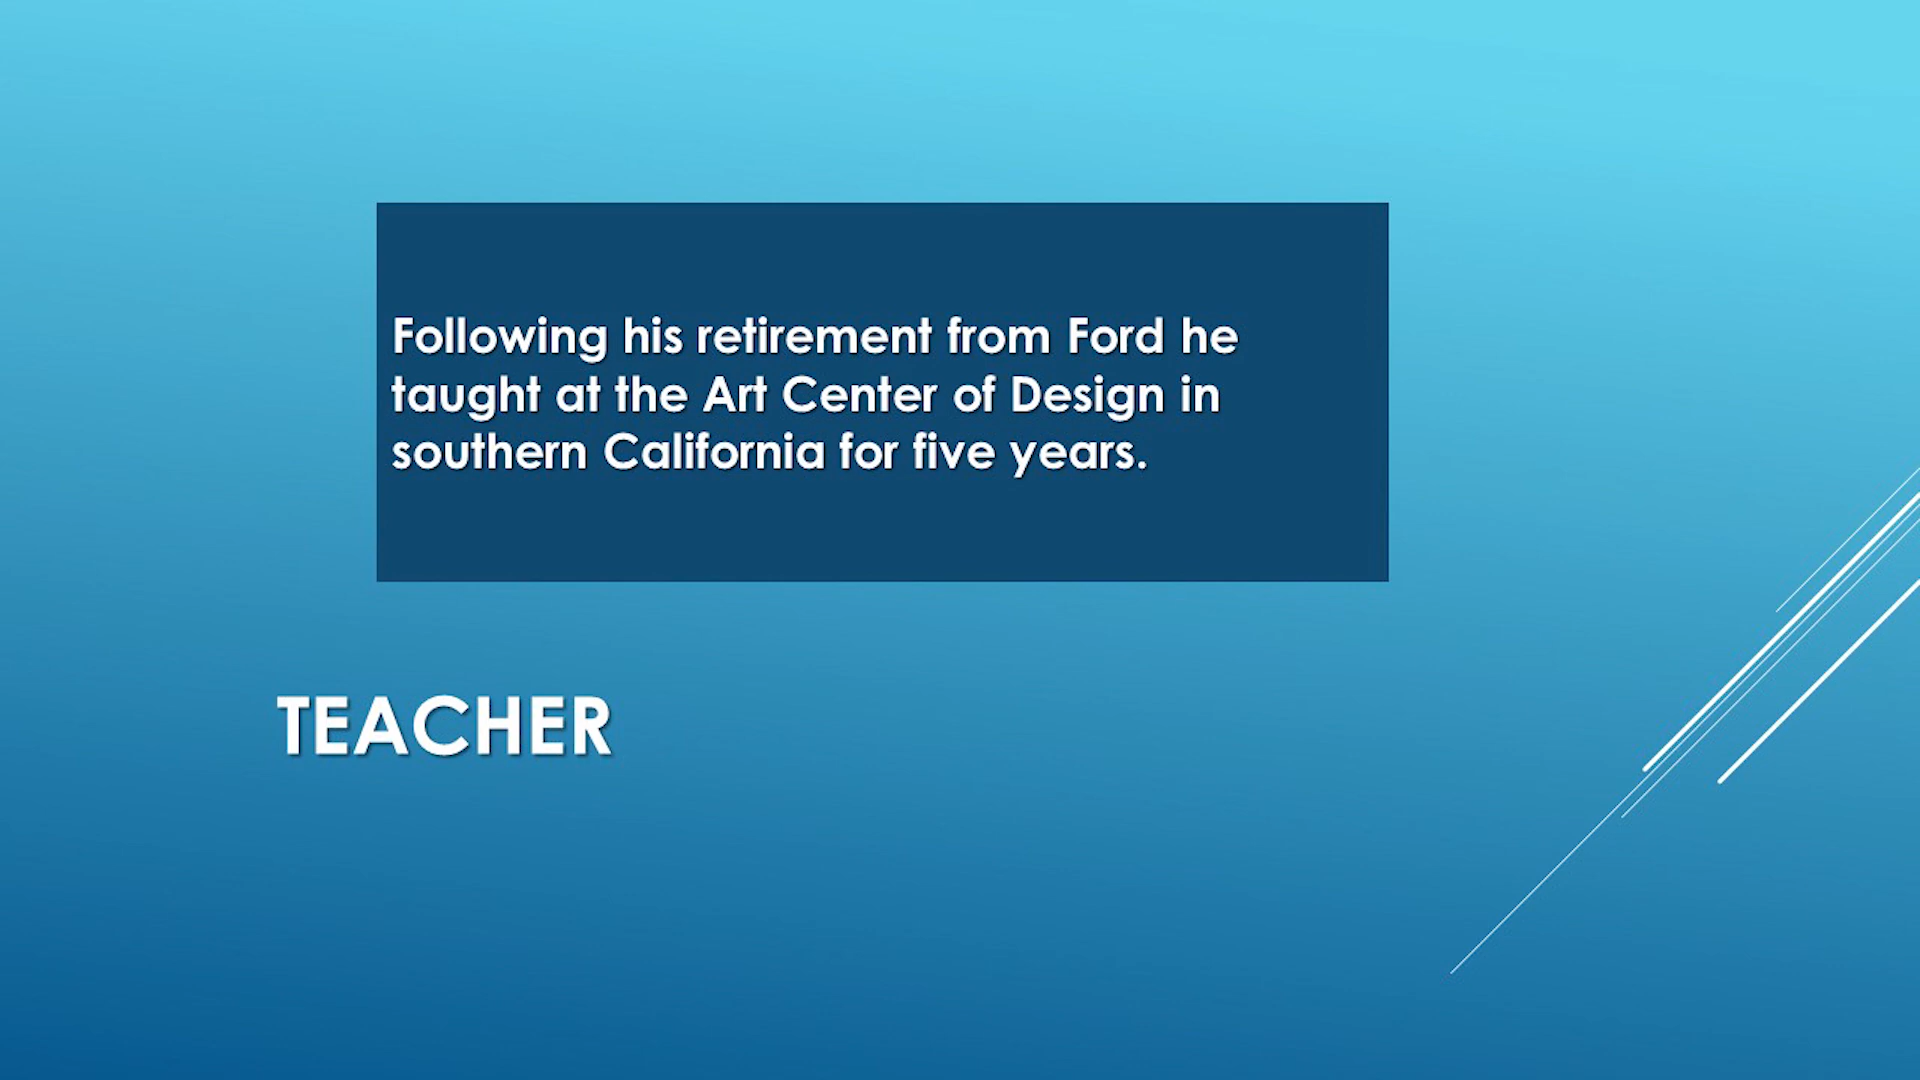 Following his retirement from Ford he
taught at the Art Center of Design in
southern California for five years.
TEACHER